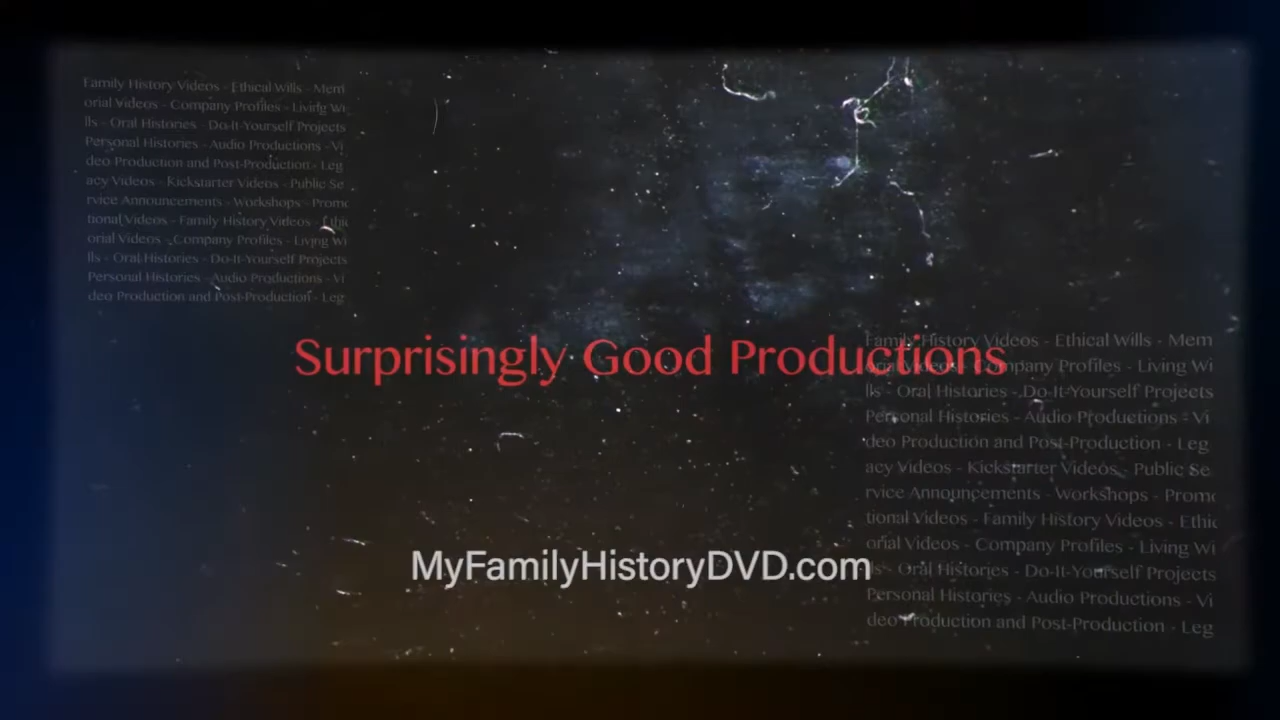 Family History Videos - Ethical Wills - Mem
orial Videos - Company Profiles - Living Wi
lls - Oral Histories - Do-It-Yourself Projects
Personal Histories - Audio Productions - Vi
deo Production and Post-Production - Leg
acy Videos - Kickstarter Videos - Public Se
rvice Announcements - Workshops - Promo
tional Videos - Family History Videos - Ethic
orial Videos - Company Profiles - Living Wi
lls - Oral Histories - Do-It-Yourself Projects
Personal Histories - Audio Productions - Vi
deo Production and Post-Production - Leg
Surprisingly Good Productions
Family History Videos - Ethical Wills - Mem
orial Videos - Company Profiles - Living Wi
lls - Oral Histories - Do-It-Yourself Projects
Personal Histories - Audio Productions - Vi
deo Production and Post-Production - Leg
acy Videos - Kickstarter Videos - Public Se
rvice Announcements - Workshops - Promo
tional Videos - Family History Videos - Ethic
orial Videos - Company Profiles - Living Wi
lls - Oral Histories - Do-It-Yourself Projects
Personal Histories - Audio Productions - Vi
deo Production and Post-Production - Leg
MyFamilyHistoryDVD.com